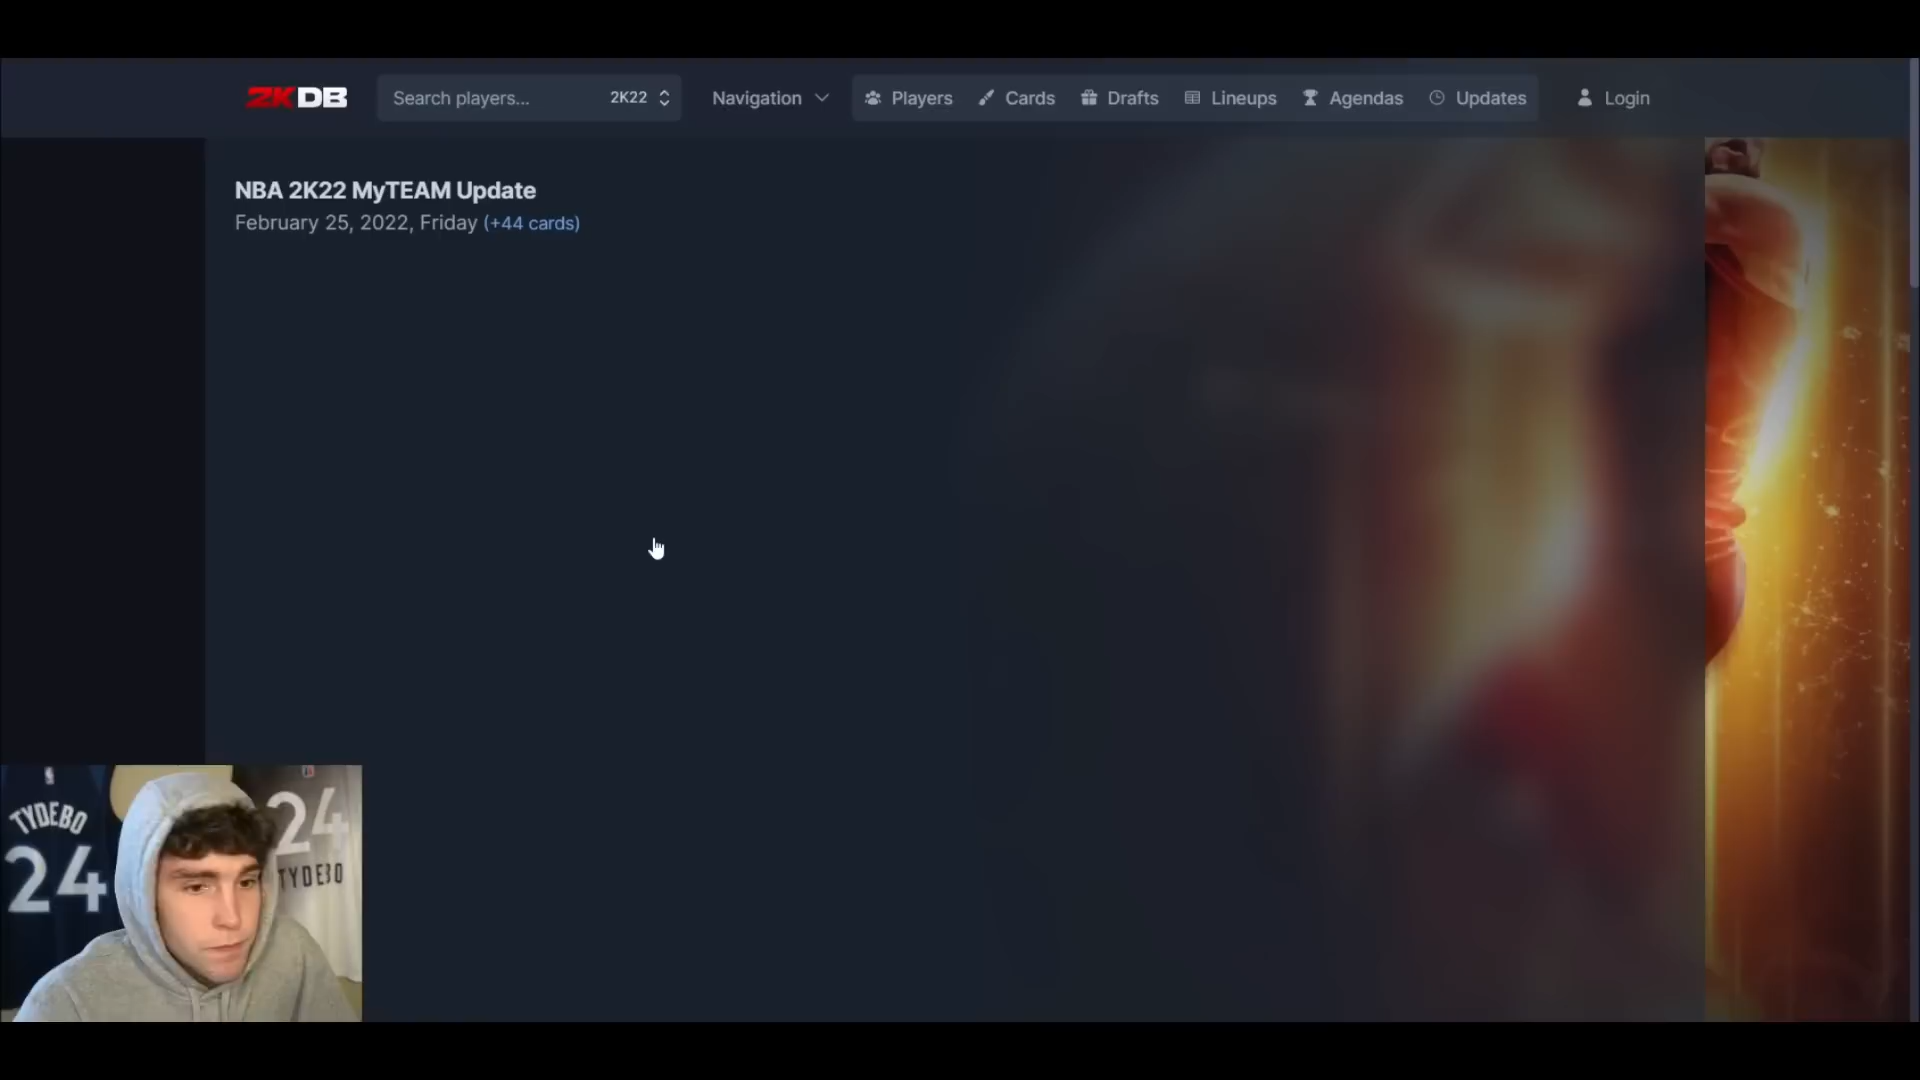 2KDB
Search players...
2K22
Navigation
Players
Cards
Drafts
Lineups
Agendas
Updates
Login
NBA 2K22 MyTEAM Update
February 25, 2022, Friday (+44 cards)
TYDEBO
24
24
TYDEBO